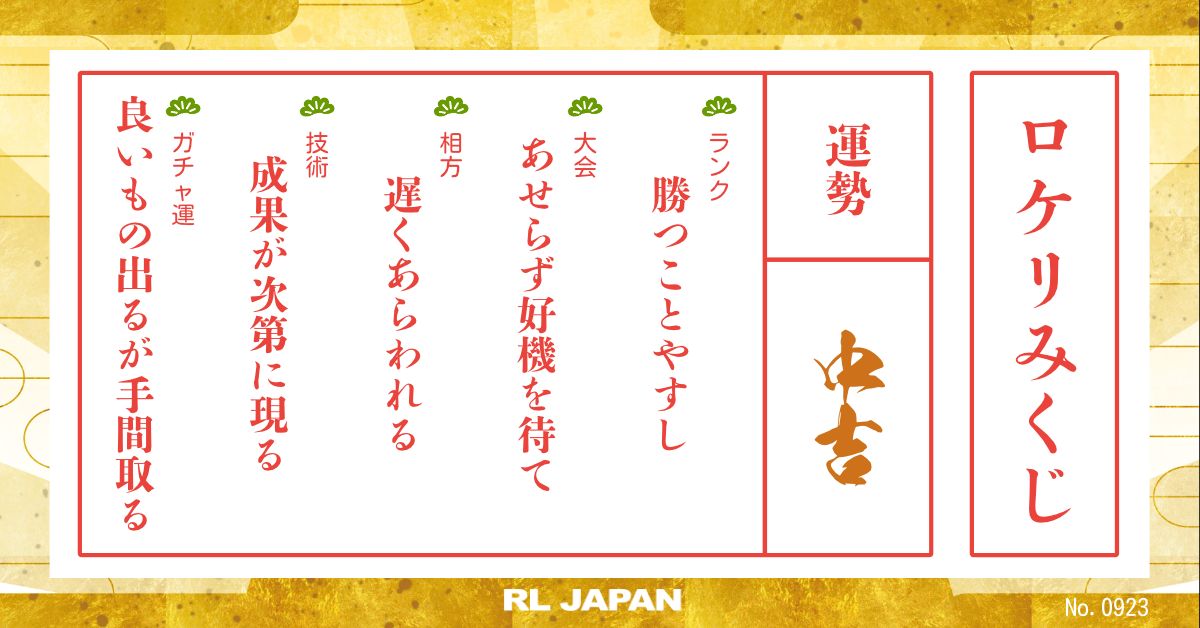 ロケリみくじ
運勢
中吉
ランク
勝つことやすし
大会
あせらず好機を待て
相方
遅くあらわれる
技術
成果が次第に現る
ガチャ運
良いもの出るが手間取る
RL JAPAN
No. 0923